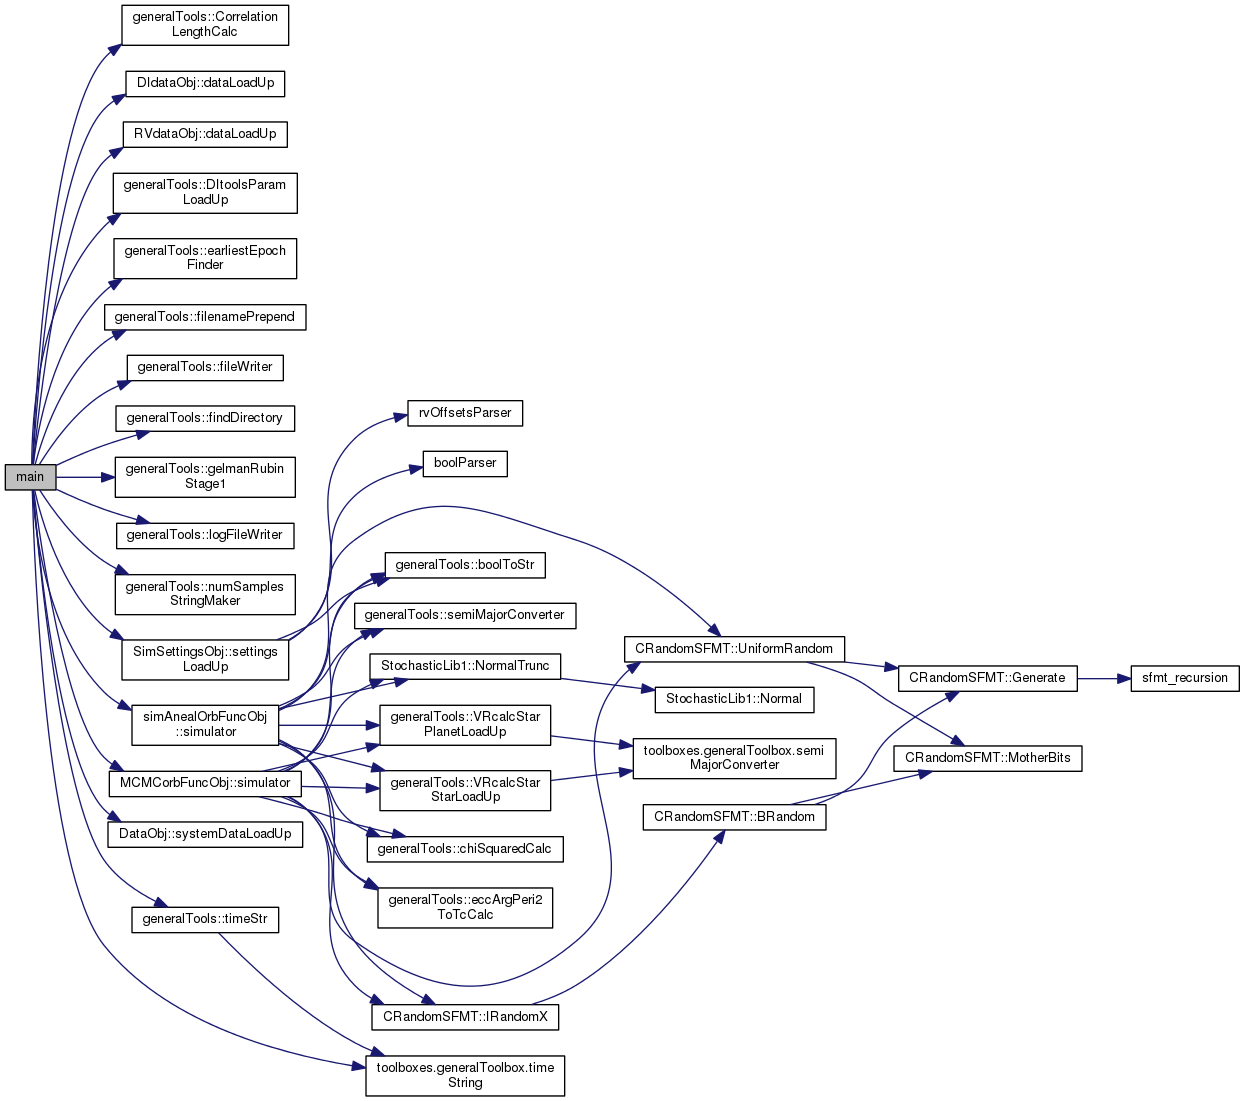 generalTools::Correlation
LengthCalc
DIdataObj::dataLoadUp
RVdataObj::dataLoadUp
generalTools::DItoolsParam
LoadUp
generalTools::earliestEpoch
Finder
generalTools::filenamePrepend
generalTools::fileWriter
generalTools::findDirectory
main
generalTools::gelmanRubin
Stage1
generalTools::logFileWriter
generalTools::numSamples
StringMaker
SimSettingsObj::settings
LoadUp
simAnealOrbFuncObj
::simulator
MCMCorbFuncObj::simulator
DataObj::systemDataLoadUp
generalTools::timeStr
rvOffsetsParser
boolParser
generalTools::boolToStr
generalTools::semiMajorConverter
StochasticLib1::NormalTrunc
generalTools::VRcalcStar
PlanetLoadUp
generalTools::VRcalcStar
StarLoadUp
generalTools::chiSquaredCalc
generalTools::eccArgPeri2
ToTcCalc
CRandomSFMT::IRandomX
toolboxes.generalToolbox.time
String
CRandomSFMT::UniformRandom
StochasticLib1::Normal
toolboxes.generalToolbox.semi
MajorConverter
CRandomSFMT::BRandom
CRandomSFMT::Generate
CRandomSFMT::MotherBits
sfmt_recursion